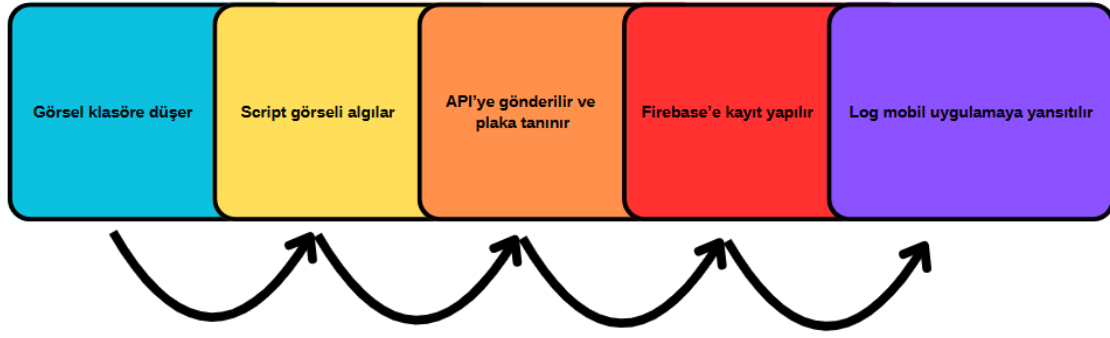 Görsel klasöre düşer
Script görseli algılar
API'ye gönderilir ve
plaka tanınır
Firebase'e kayıt yapılır
Log mobil uygulamaya yansıtılır